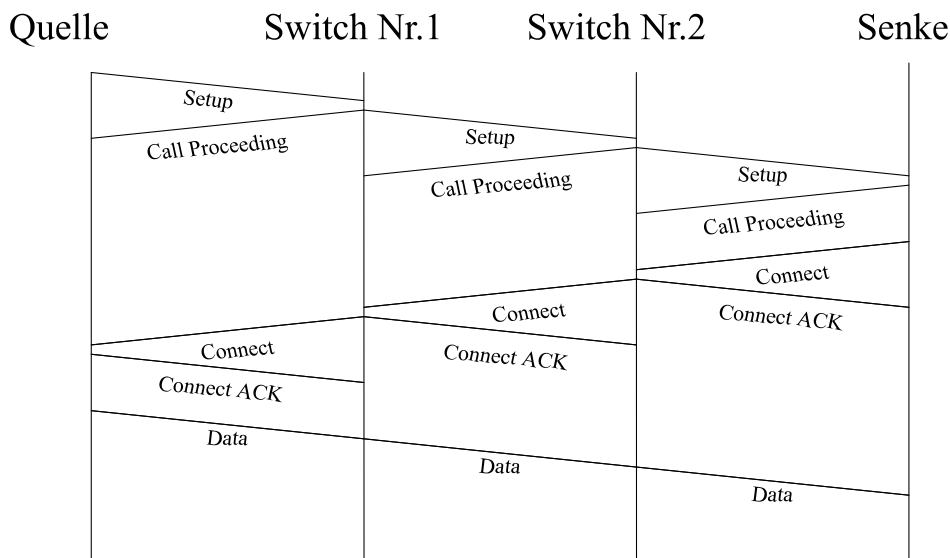 Quelle
Switch Nr.1
Switch Nr.2
Senke
Setup
Call Proceeding
Setup
Call Proceeding
Setup
Call Proceeding
Connect
Connect ACK
Connect
Connect ACK
Connect
Connect ACK
Data
Data
Data